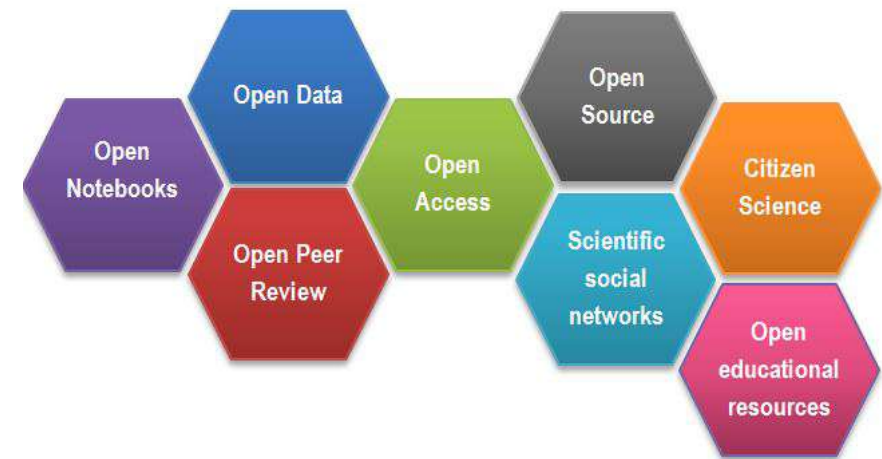 Open
Notebooks
Open Data
Open Peer
Review
Open
Access
Open
Source
Scientific
social
networks
Citizen
Science
Open
educational
resources